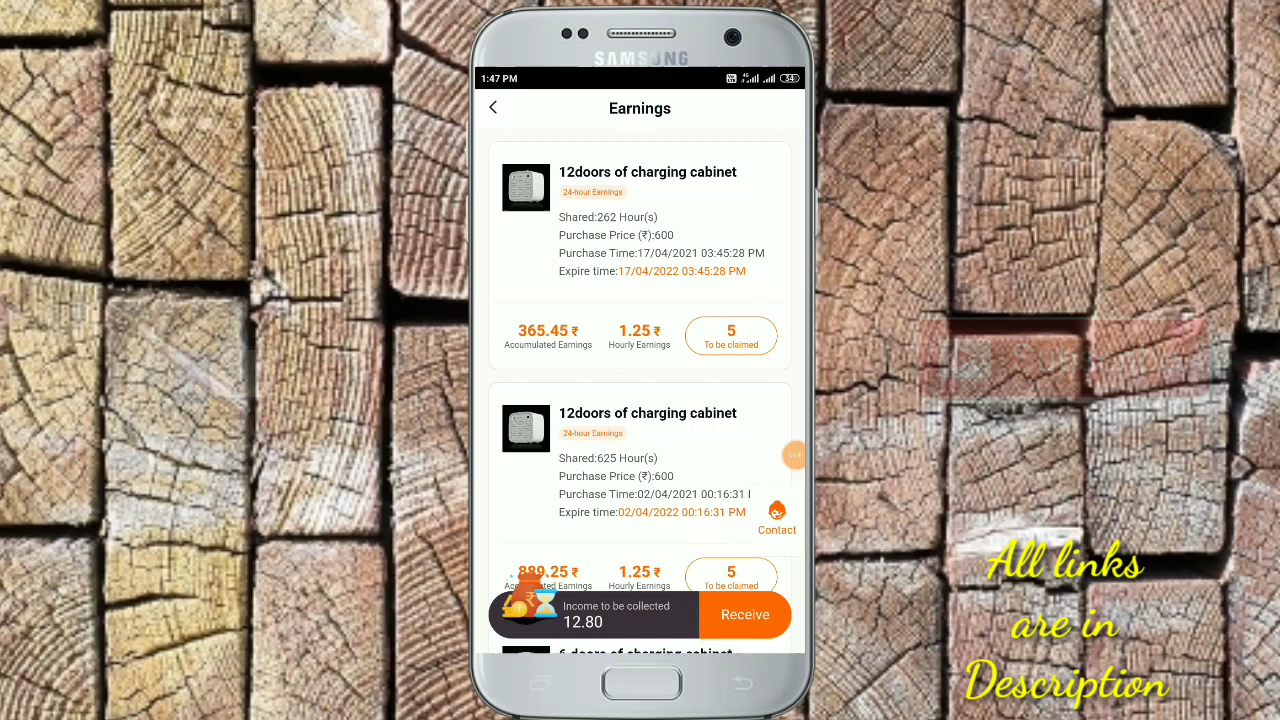 SAMSUNG
1:47 PM
4G
34
Earnings
12doors of charging cabinet
24-hour Earnings
Shared:262 Hour(s)
Purchase Price (₹):600
Purchase Time:17/04/2021 03:45:28 PM
Expire time:17/04/2022 03:45:28 PM
365.45 ₹
Accumulated Earnings
1.25 ₹
Hourly Earnings
5
To be claimed
12doors of charging cabinet
24-hour Earnings
Shared:625 Hour(s)
Purchase Price (₹):600
Purchase Time:02/04/2021 00:16:31
Expire time:02/04/2022 00:16:31 PM
Contact
889.25 ₹
1.25 ₹
Hourly Earnings
5
To be claimed
Income to be collected
12.80
Receive
6 doors of charging cabinet
All links
are in
Description